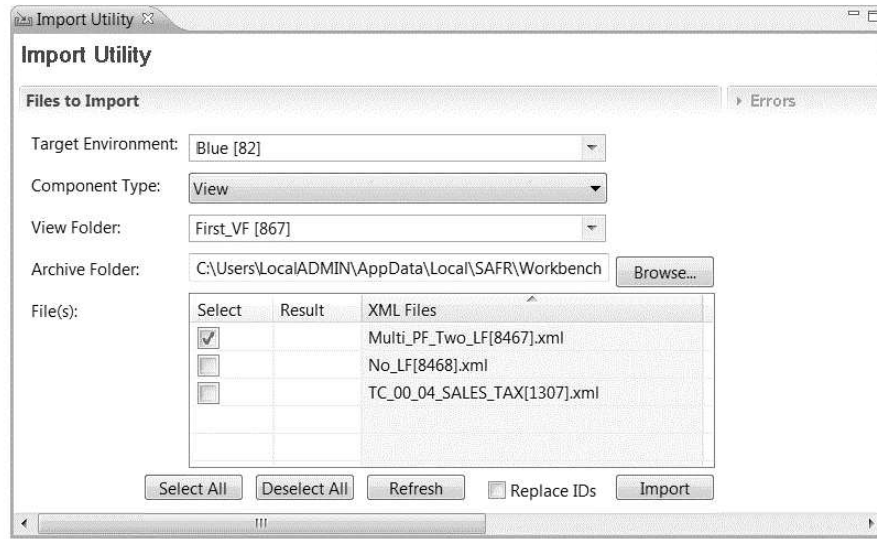 Import Utility
Import Utility
Files to Import
Errors
Target Environment: Blue [82]
Component Type: View
View Folder: First_VF [867]
Archive Folder: C:\Users\LocalADMIN\AppData\Local\SAFR\Workbench Browse...
File(s): Select Result XML Files
Multi_PF_Two_LF[8467].xml
No_LF[8468].xml
TC_00_04_SALES_TAX[1307].xml
Select All Deselect All Refresh Replace IDs Import